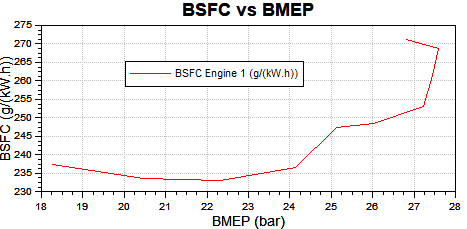 BSFC vs BMEP
BSFC (g/(kW.h))
275
270
265
260
255
250
245
240
235
230
BSFC Engine 1 (g/(kW.h))
18 19 20 21 22 23 24 25 26 27 28
BMEP (bar)